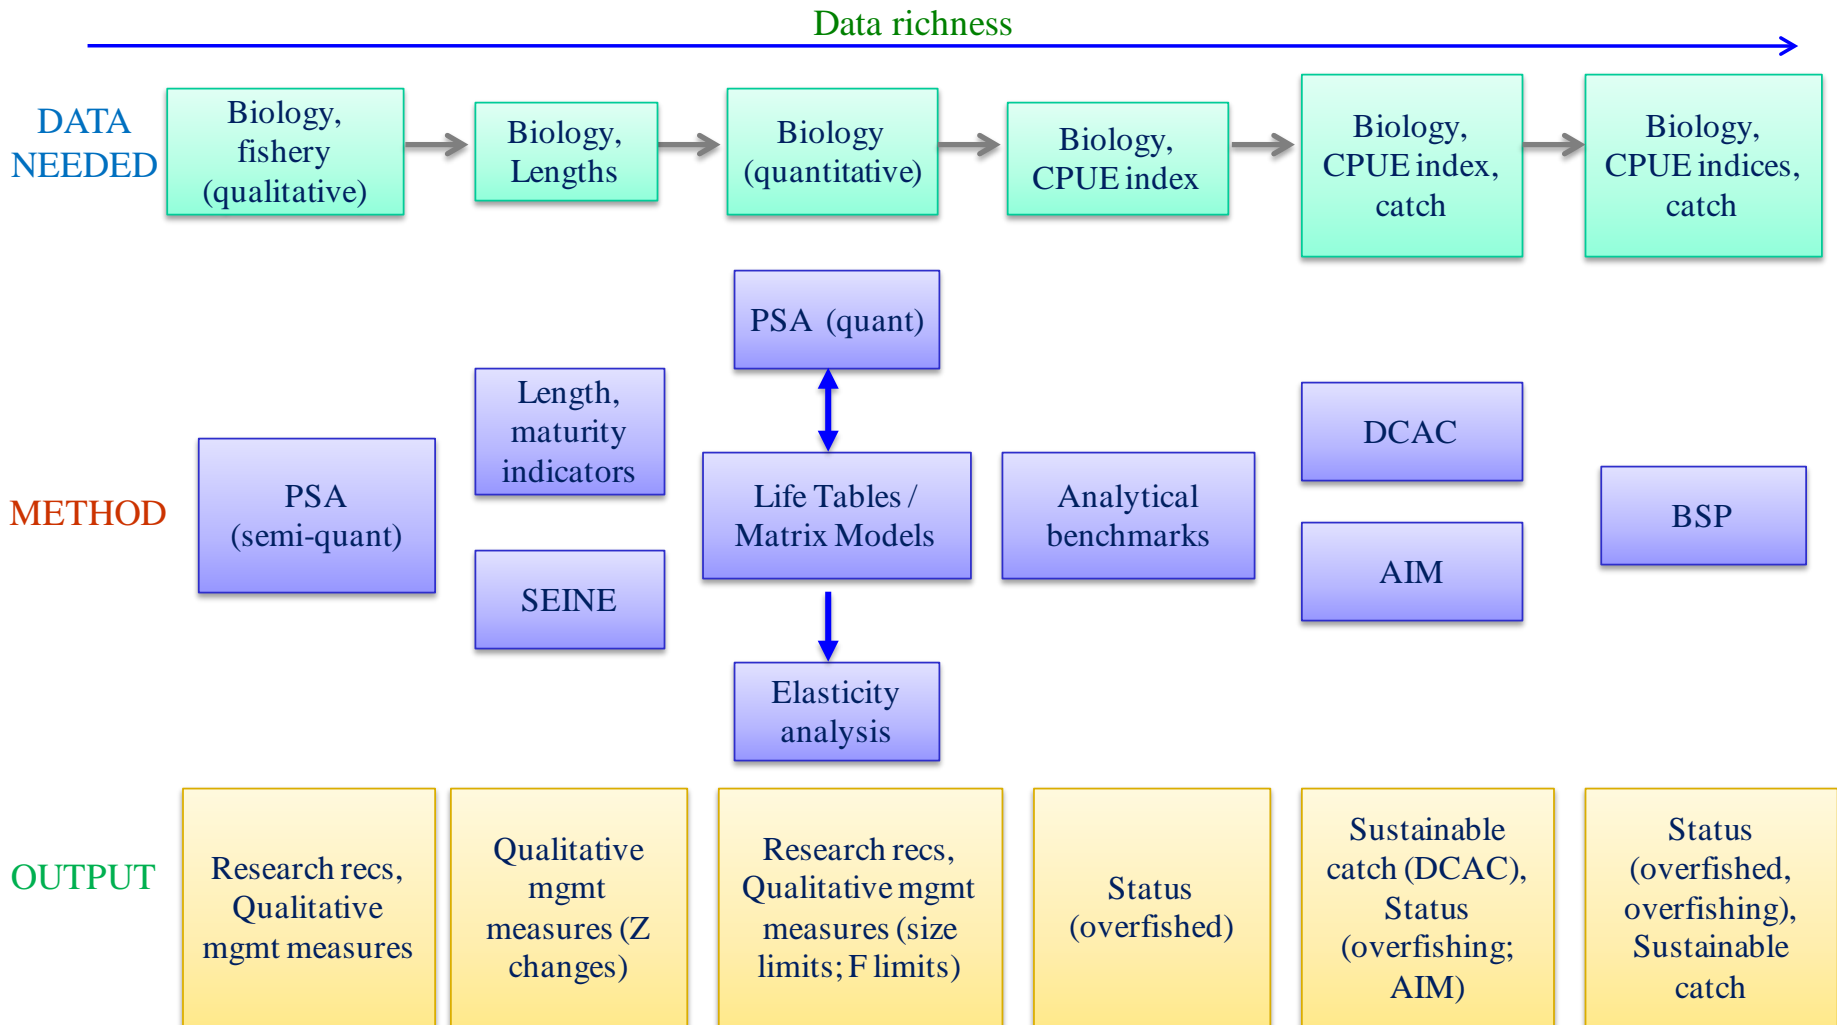 Data richness
DATA
NEEDED
Biology,
fishery
(qualitative)
Biology,
Lengths
Biology
(quantitative)
Biology,
CPUE index
Biology,
CPUE index,
catch
Biology,
CPUE indices,
catch
METHOD
PSA
(semi-quant)
Length,
maturity
indicators
SEINE
PSA (quant)
Life Tables /
Matrix Models
Elasticity
analysis
Analytical
benchmarks
DCAC
AIM
BSP
OUTPUT
Research recs,
Qualitative
mgmt measures
Qualitative
mgmt
measures (Z
changes)
Research recs,
Qualitative mgmt
measures (size
limits; F limits)
Status
(overfished)
Sustainable
catch (DCAC),
Status
(overfishing;
AIM)
Status
(overfished,
overfishing),
Sustainable
catch